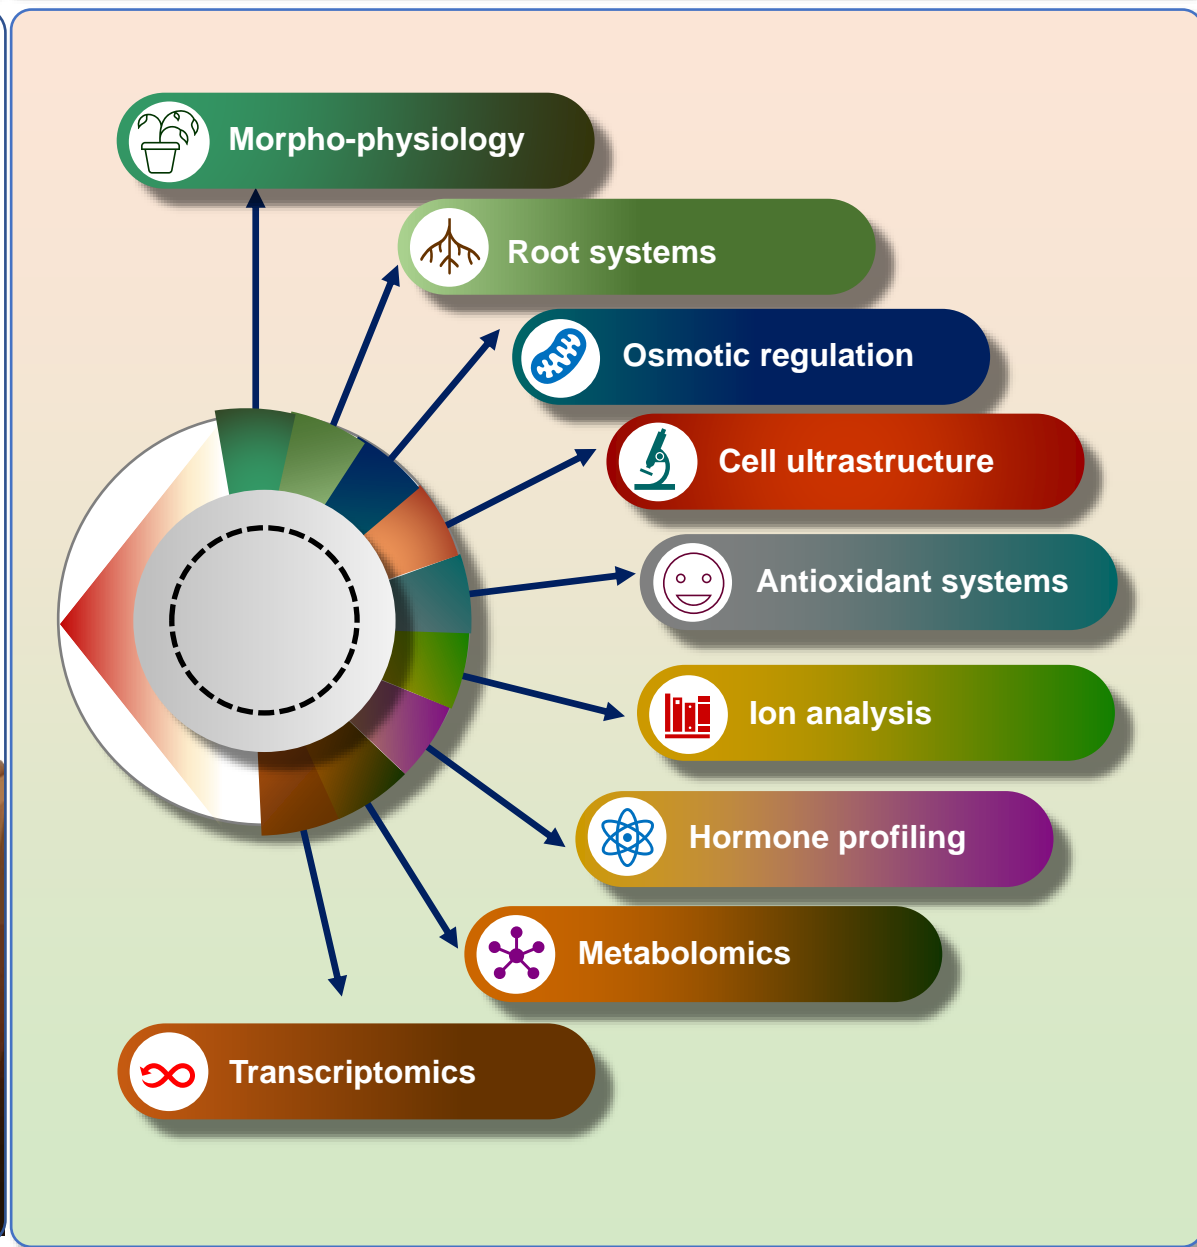 Morpho-physiology
Root systems
Osmotic regulation
Cell ultrastructure
Antioxidant systems
Ion analysis
Hormone profiling
Metabolomics
Transcriptomics